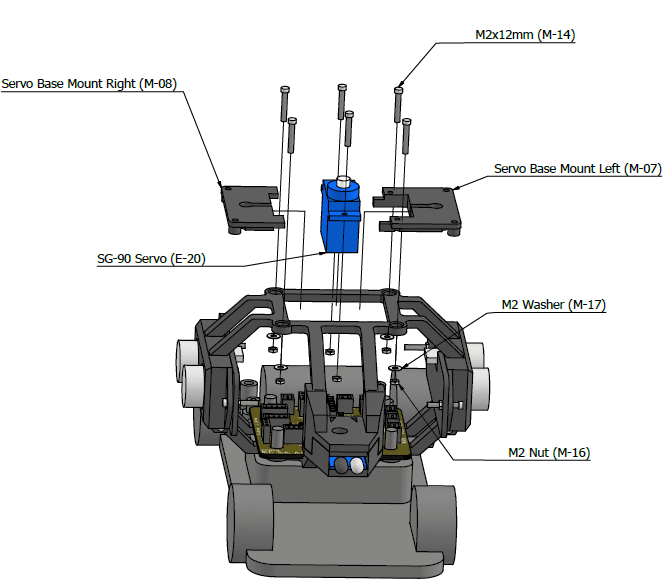 M2x12mm (M-14)
Servo Base Mount Right (M-08)
Servo Base Mount Left (M-07)
SG-90 Servo (E-20)
M2 Washer (M-17)
M2 Nut (M-16)